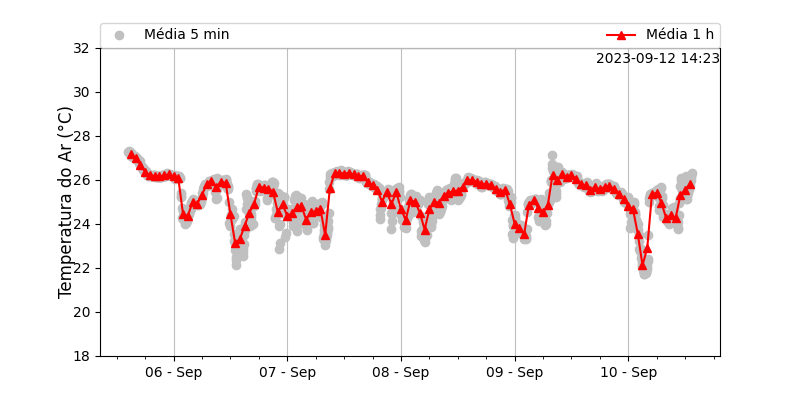 Média 5 min
Média 1 h
2023-09-12 14:23
Temperatura do Ar (°C)
32
30
28
26
24
22
20
18
06 - Sep
07 - Sep
08 - Sep
09 - Sep
10 - Sep